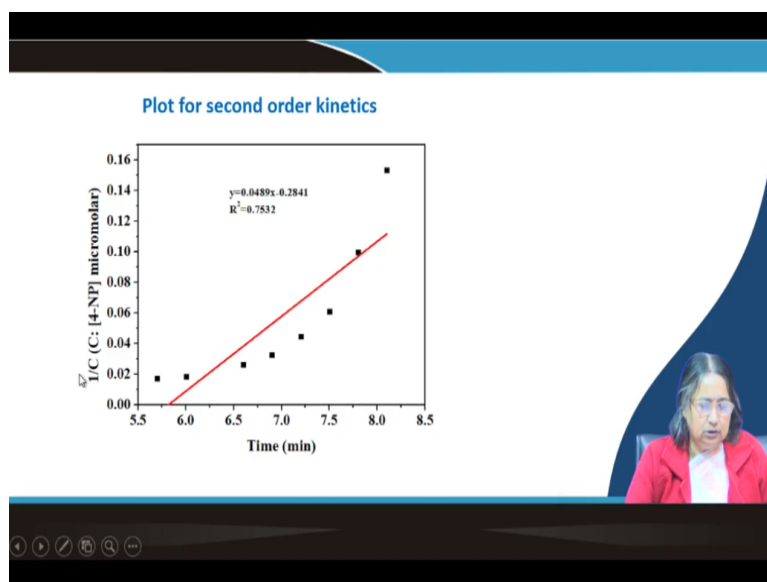 Plot for second order kinetics
0.16
0.14
0.12
0.10
0.08
0.06
0.04
0.02
0.00
1/C (C: [4-NP] micromolar)
y=0.0489x-0.2841
R²=0.7532
5.5 6.0 6.5 7.0 7.5 8.0 8.5
Time (min)